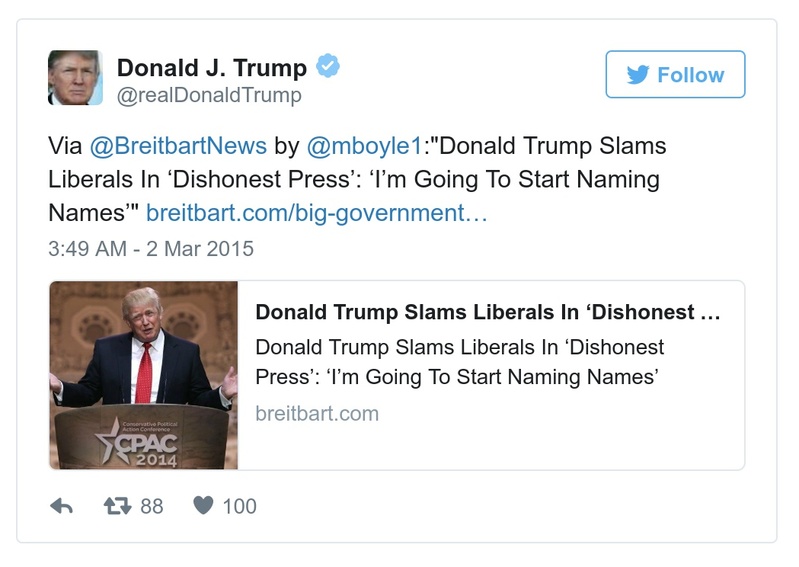 Donald J. Trump
@realDonaldTrump
Follow
Via @BreitbartNews by @mboyle1:"Donald Trump Slams
Liberals In ‘Dishonest Press’: ‘I’m Going To Start Naming
Names’" breitbart.com/big-government…
3:49 AM - 2 Mar 2015
Donald Trump Slams Liberals In ‘Dishonest …
Donald Trump Slams Liberals In ‘Dishonest
Press’: ‘I’m Going To Start Naming Names’
breitbart.com
Conservative Political
Action Conference
CPAC
2014
88
100